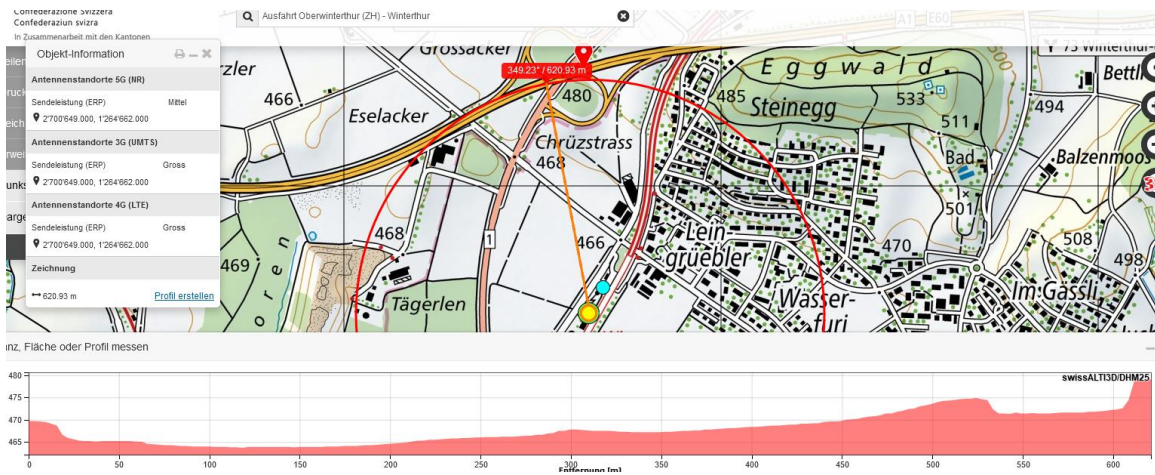 Confederazione Svizzera
Confederaziun svizra
In Zusammenarbeit mit den Kantonen
Ausfahrt Oberwinterthur (ZH) - Winterthur
A1 E60
Objekt-Information
Antennenstandorte 5G (NR)
Sendeleistung (ERP) Mittel
2'700'649.000, 1'264'662.000
Antennenstandorte 3G (UMTS)
Sendeleistung (ERP) Gross
2'700'649.000, 1'264'662.000
Antennenstandorte 4G (LTE)
Sendeleistung (ERP) Gross
2'700'649.000, 1'264'662.000
Zeichnung
620.93 m Profil erstellen
Grossacker
73 Winterthur-
349.23° / 620.93 m
Eggwald
Bettl
zler
466
480
485
Steinegg
533
494
Eselacker
511
Chrüzstrass
468
Bad
Balzenmoos
501
468
1
466
Lein-
grüebler
470
508
469
498
oren
Tägerlen
Wasser-
furi
Im Gässli
nz, Fläche oder Profil messen
swissALTI3D/DHM25
480
475
470
465
0 50 100 150 200 250 300 350 400 450 500 550 600
Entfernung [m]